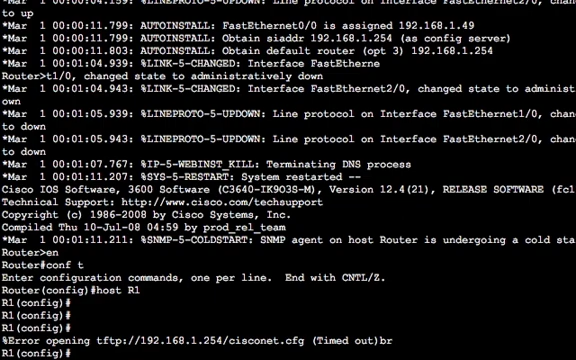 *Mar  1 00:01:04.159: %LINEPROTO-5-UPDOWN: Line protocol on Interface FastEthernet0/0, chang
to up
*Mar  1 00:01:11.799: AUTOINSTALL: FastEthernet0/0 is assigned 192.168.1.49
*Mar  1 00:01:11.799: AUTOINSTALL: Obtain siaddr 192.168.1.254 (as config server)
*Mar  1 00:01:11.803: AUTOINSTALL: Obtain default router (opt 3) 192.168.1.254
*Mar  1 00:01:04.939: %LINK-5-CHANGED: Interface FastEtherne
Router>t1/0, changed state to administratively down
*Mar  1 00:01:04.943: %LINK-5-CHANGED: Interface FastEthernet2/0, changed state to administ
own
*Mar  1 00:01:05.939: %LINEPROTO-5-UPDOWN: Line protocol on Interface FastEthernet1/0, chang
to down
*Mar  1 00:01:05.943: %LINEPROTO-5-UPDOWN: Line protocol on Interface FastEthernet2/0, chang
to down
*Mar  1 00:01:07.767: %IP-5-WEBINST_KILL: Terminating DNS process
*Mar  1 00:01:11.207: %SYS-5-RESTART: System restarted --
Cisco IOS Software, 3600 Software (C3640-IK9O3S-M), Version 12.4(21), RELEASE SOFTWARE (fc1
Technical Support: http://www.cisco.com/techsupport
Copyright (c) 1986-2008 by Cisco Systems, Inc.
Compiled Thu 10-Jul-08 04:59 by prod_rel_team
*Mar  1 00:01:11.211: %SNMP-5-COLDSTART: SNMP agent on host Router is undergoing a cold sta
Router>en
Router#conf t
Enter configuration commands, one per line.  End with CNTL/Z.
Router(config)#host R1
R1(config)#
R1(config)#
R1(config)#
%Error opening tftp://192.168.1.254/cisconet.cfg (Timed out)br
R1(config)#